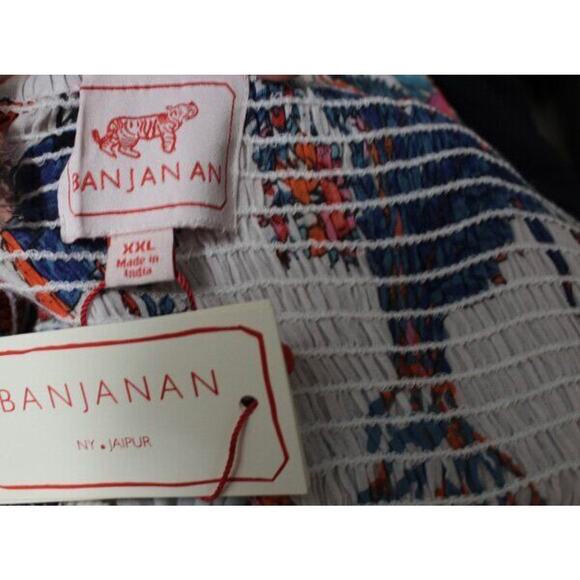 BANJANAN
XXL
Made in
India
BANJANAN
NY . JAIPUR